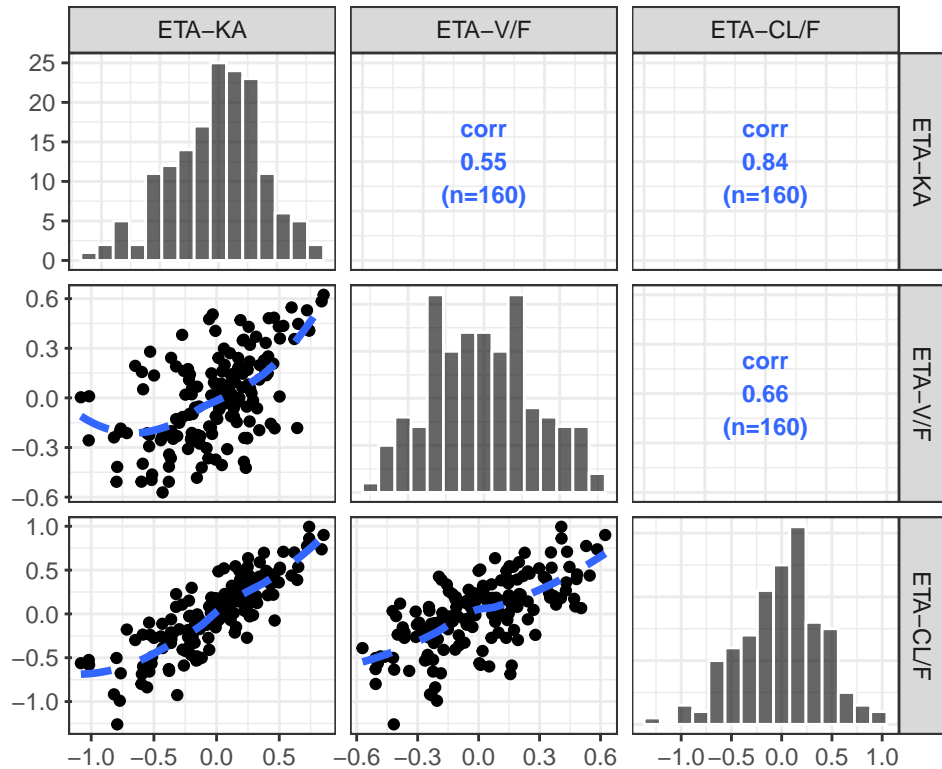 ETA−KA ETA−V/F ETA−CL/F
25
20
15
10
5
0
corr
0.55
(n=160)
corr
0.84
(n=160)
ETA−KA
0.6
0.3
0.0
−0.3
−0.6
corr
0.66
(n=160)
ETA−V/F
1.0
0.5
0.0
−0.5
−1.0
ETA−CL/F
−1.0 −0.5 0.0 0.5 −0.6 −0.3 0.0 0.3 0.6 −1.0 −0.5 0.0 0.5 1.0